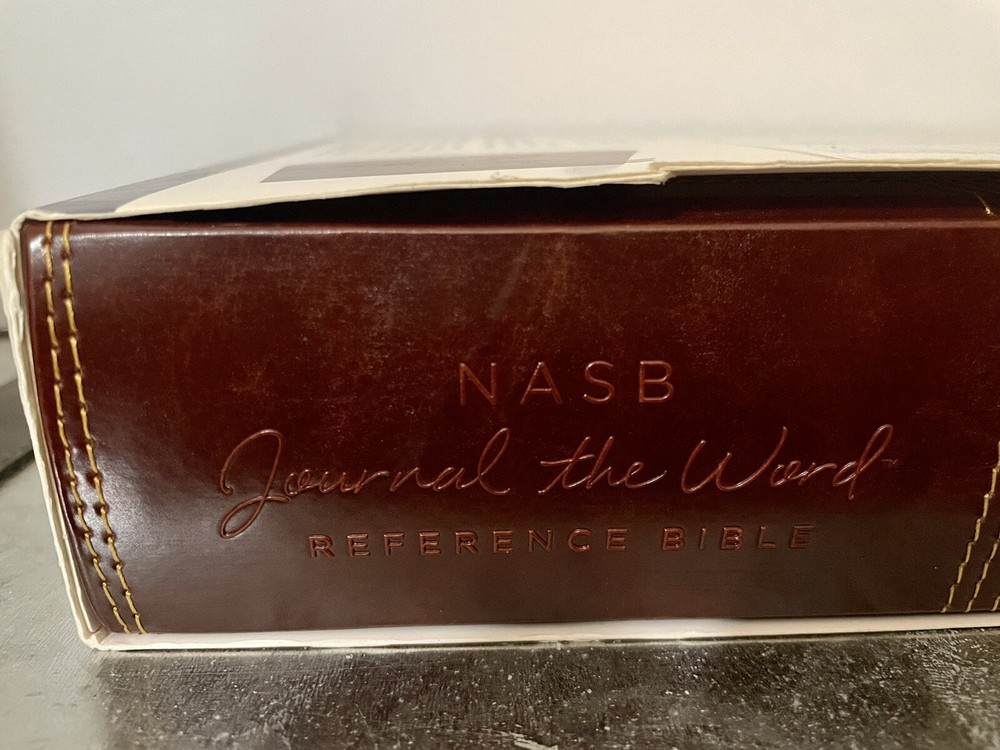 NASB
Journal the Word™
REFERENCE BIBLE